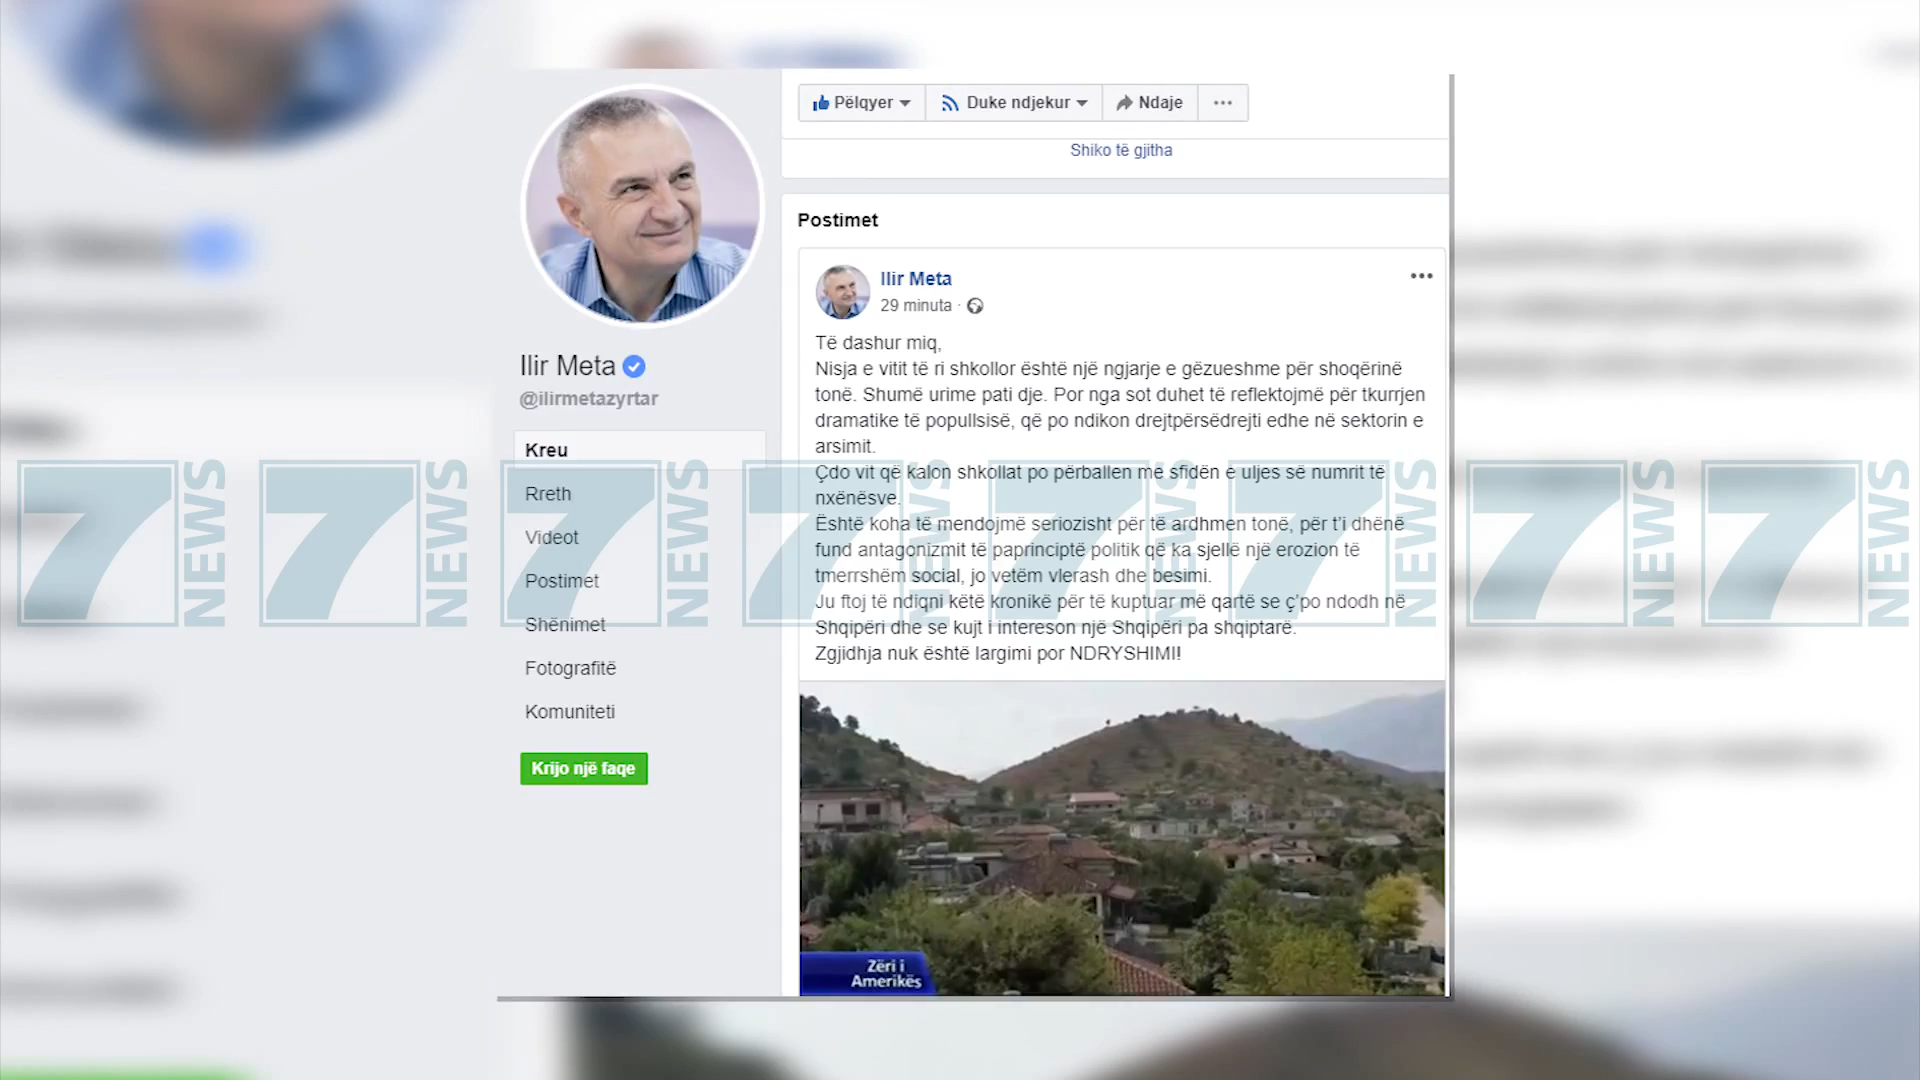 Pëlqyer
Duke ndjekur
Ndaje
Shiko të gjitha
Postimet
Ilir Meta
29 minuta ·
Të dashur miq,
Nisja e vitit të ri shkollor është një ngjarje e gëzueshme për shoqërinë
tonë. Shumë urime pati dje. Por nga sot duhet të reflektojmë për tkurrjen
dramatike të popullsisë, që po ndikon drejtpërsëdrejti edhe në sektorin e
arsimit.
Çdo vit që kalon shkollat po përballen me sfidën e uljes së numrit të
nxënësve.
Është koha të mendojmë seriozisht për të ardhmen tonë, për t'i dhënë
fund antagonizmit të paprinciptë politik që ka sjellë një erozion të
tmerrshëm social, jo vetëm vlerash dhe besimi.
Ju ftoj të ndiqni këtë kronikë për të kuptuar më qartë se ç'po ndodh në
Shqipëri dhe se kujt i intereson një Shqipëri pa shqiptarë.
Zgjidhja nuk është largimi por NDRYSHIMI!
Zëri i
Amerikës
Ilir Meta
@ilirmetazyrtar
Kreu
Rreth
Videot
Postimet
Shënimet
Fotografitë
Komuniteti
Krijo një faqe
7 NEWS
7 NEWS
7 NEWS
7 NEWS
7 NEWS
7 NEWS
7 NEWS
7 NEWS